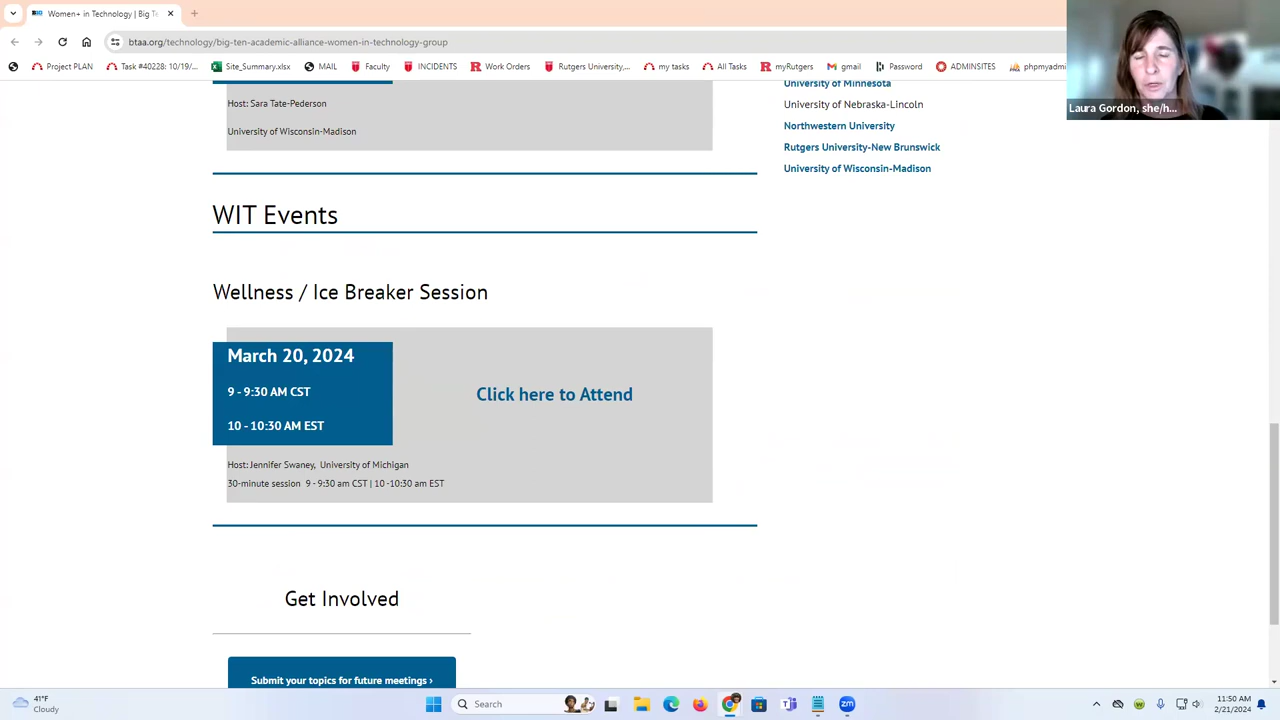 Women+ in Technology | Big Te
btaa.org/technology/big-ten-academic-alliance-women-in-technology-group
Project PLAN
Task #40228: 10/19/...
Site_Summary.xlsx
MAIL
Faculty
INCIDENTS
Work Orders
Rutgers University,...
my tasks
All Tasks
myRutgers
gmail
Password
ADMINSITES
phpmyadmi
Laura Gordon, she/h...
Host: Sara Tate-Pederson
University of Wisconsin-Madison
University of Minnesota
University of Nebraska-Lincoln
Northwestern University
Rutgers University-New Brunswick
University of Wisconsin-Madison
WIT Events
Wellness / Ice Breaker Session
March 20, 2024
9 - 9:30 AM CST
10 - 10:30 AM EST
Click here to Attend
Host: Jennifer Swaney, University of Michigan
30-minute session 9 - 9:30 am CST | 10 -10:30 am EST
Get Involved
Submit your topics for future meetings ›
41°F
Cloudy
Search
zm
11:50 AM
2/21/2024